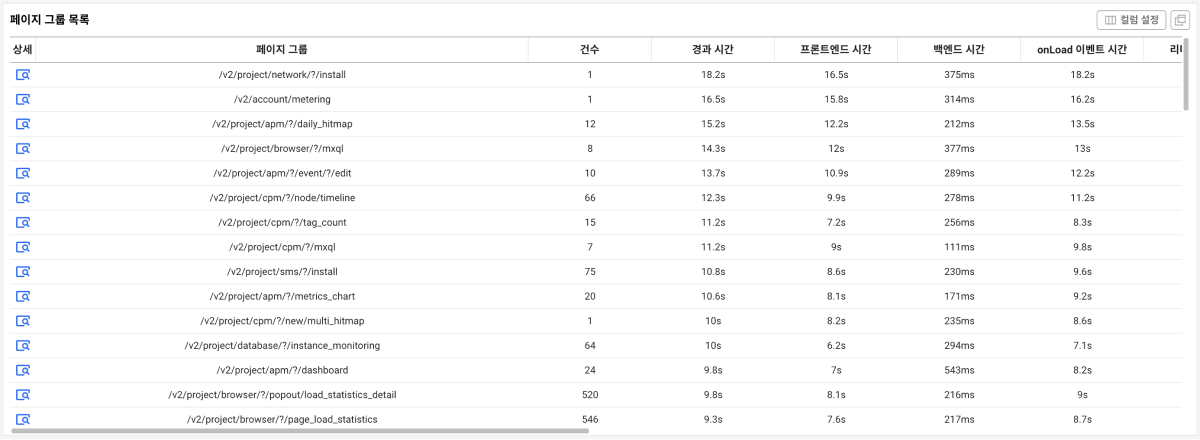 페이지 그룹 목록 컬럼 설정
상세 페이지 그룹 건수 경과 시간 프론트엔드 시간 백엔드 시간 onLoad 이벤트 시간
/v2/project/network/?/install 1 18.2s 16.5s 375ms 18.2s
/v2/account/metering 1 16.5s 15.8s 314ms 16.2s
/v2/project/apm/?/daily_hitmap 12 15.2s 12.2s 212ms 13.5s
/v2/project/browser/?/mxql 8 14.3s 12s 377ms 13s
/v2/project/apm/?/event/?/edit 10 13.7s 10.9s 289ms 12.2s
/v2/project/cpm/?/node/timeline 66 12.3s 9.9s 278ms 11.2s
/v2/project/cpm/?/tag_count 15 11.2s 7.2s 256ms 8.3s
/v2/project/cpm/?/mxql 7 11.2s 9s 111ms 9.8s
/v2/project/sms/?/install 75 10.8s 8.6s 230ms 9.6s
/v2/project/apm/?/metrics_chart 20 10.6s 8.1s 171ms 9.2s
/v2/project/cpm/?/new/multi_hitmap 1 10s 8.2s 235ms 8.6s
/v2/project/database/?/instance_monitoring 64 10s 6.2s 294ms 7.1s
/v2/project/apm/?/dashboard 24 9.8s 7s 543ms 8.2s
/v2/project/browser/?/popout/load_statistics_detail 520 9.8s 8.1s 216ms 9s
/v2/project/browser/?/page_load_statistics 546 9.3s 7.6s 217ms 8.7s